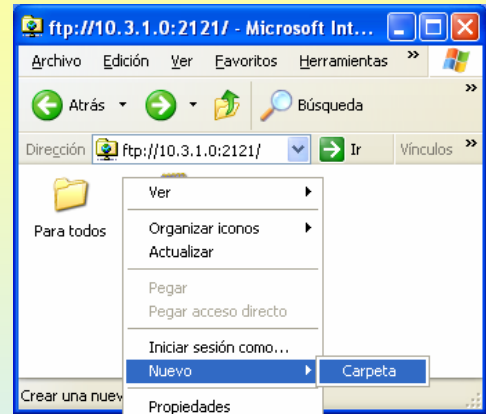 ftp://10.3.1.0:2121/ - Microsoft Int...
Archivo Edición Ver Favoritos Herramientas »
Atrás Búsqueda »
Dirección ftp://10.3.1.0:2121/ Ir Vínculos »
Para todos
Ver
Organizar iconos
Actualizar
Pegar
Pegar acceso directo
Iniciar sesión como...
Nuevo Carpeta
Propiedades
Crear una nuev